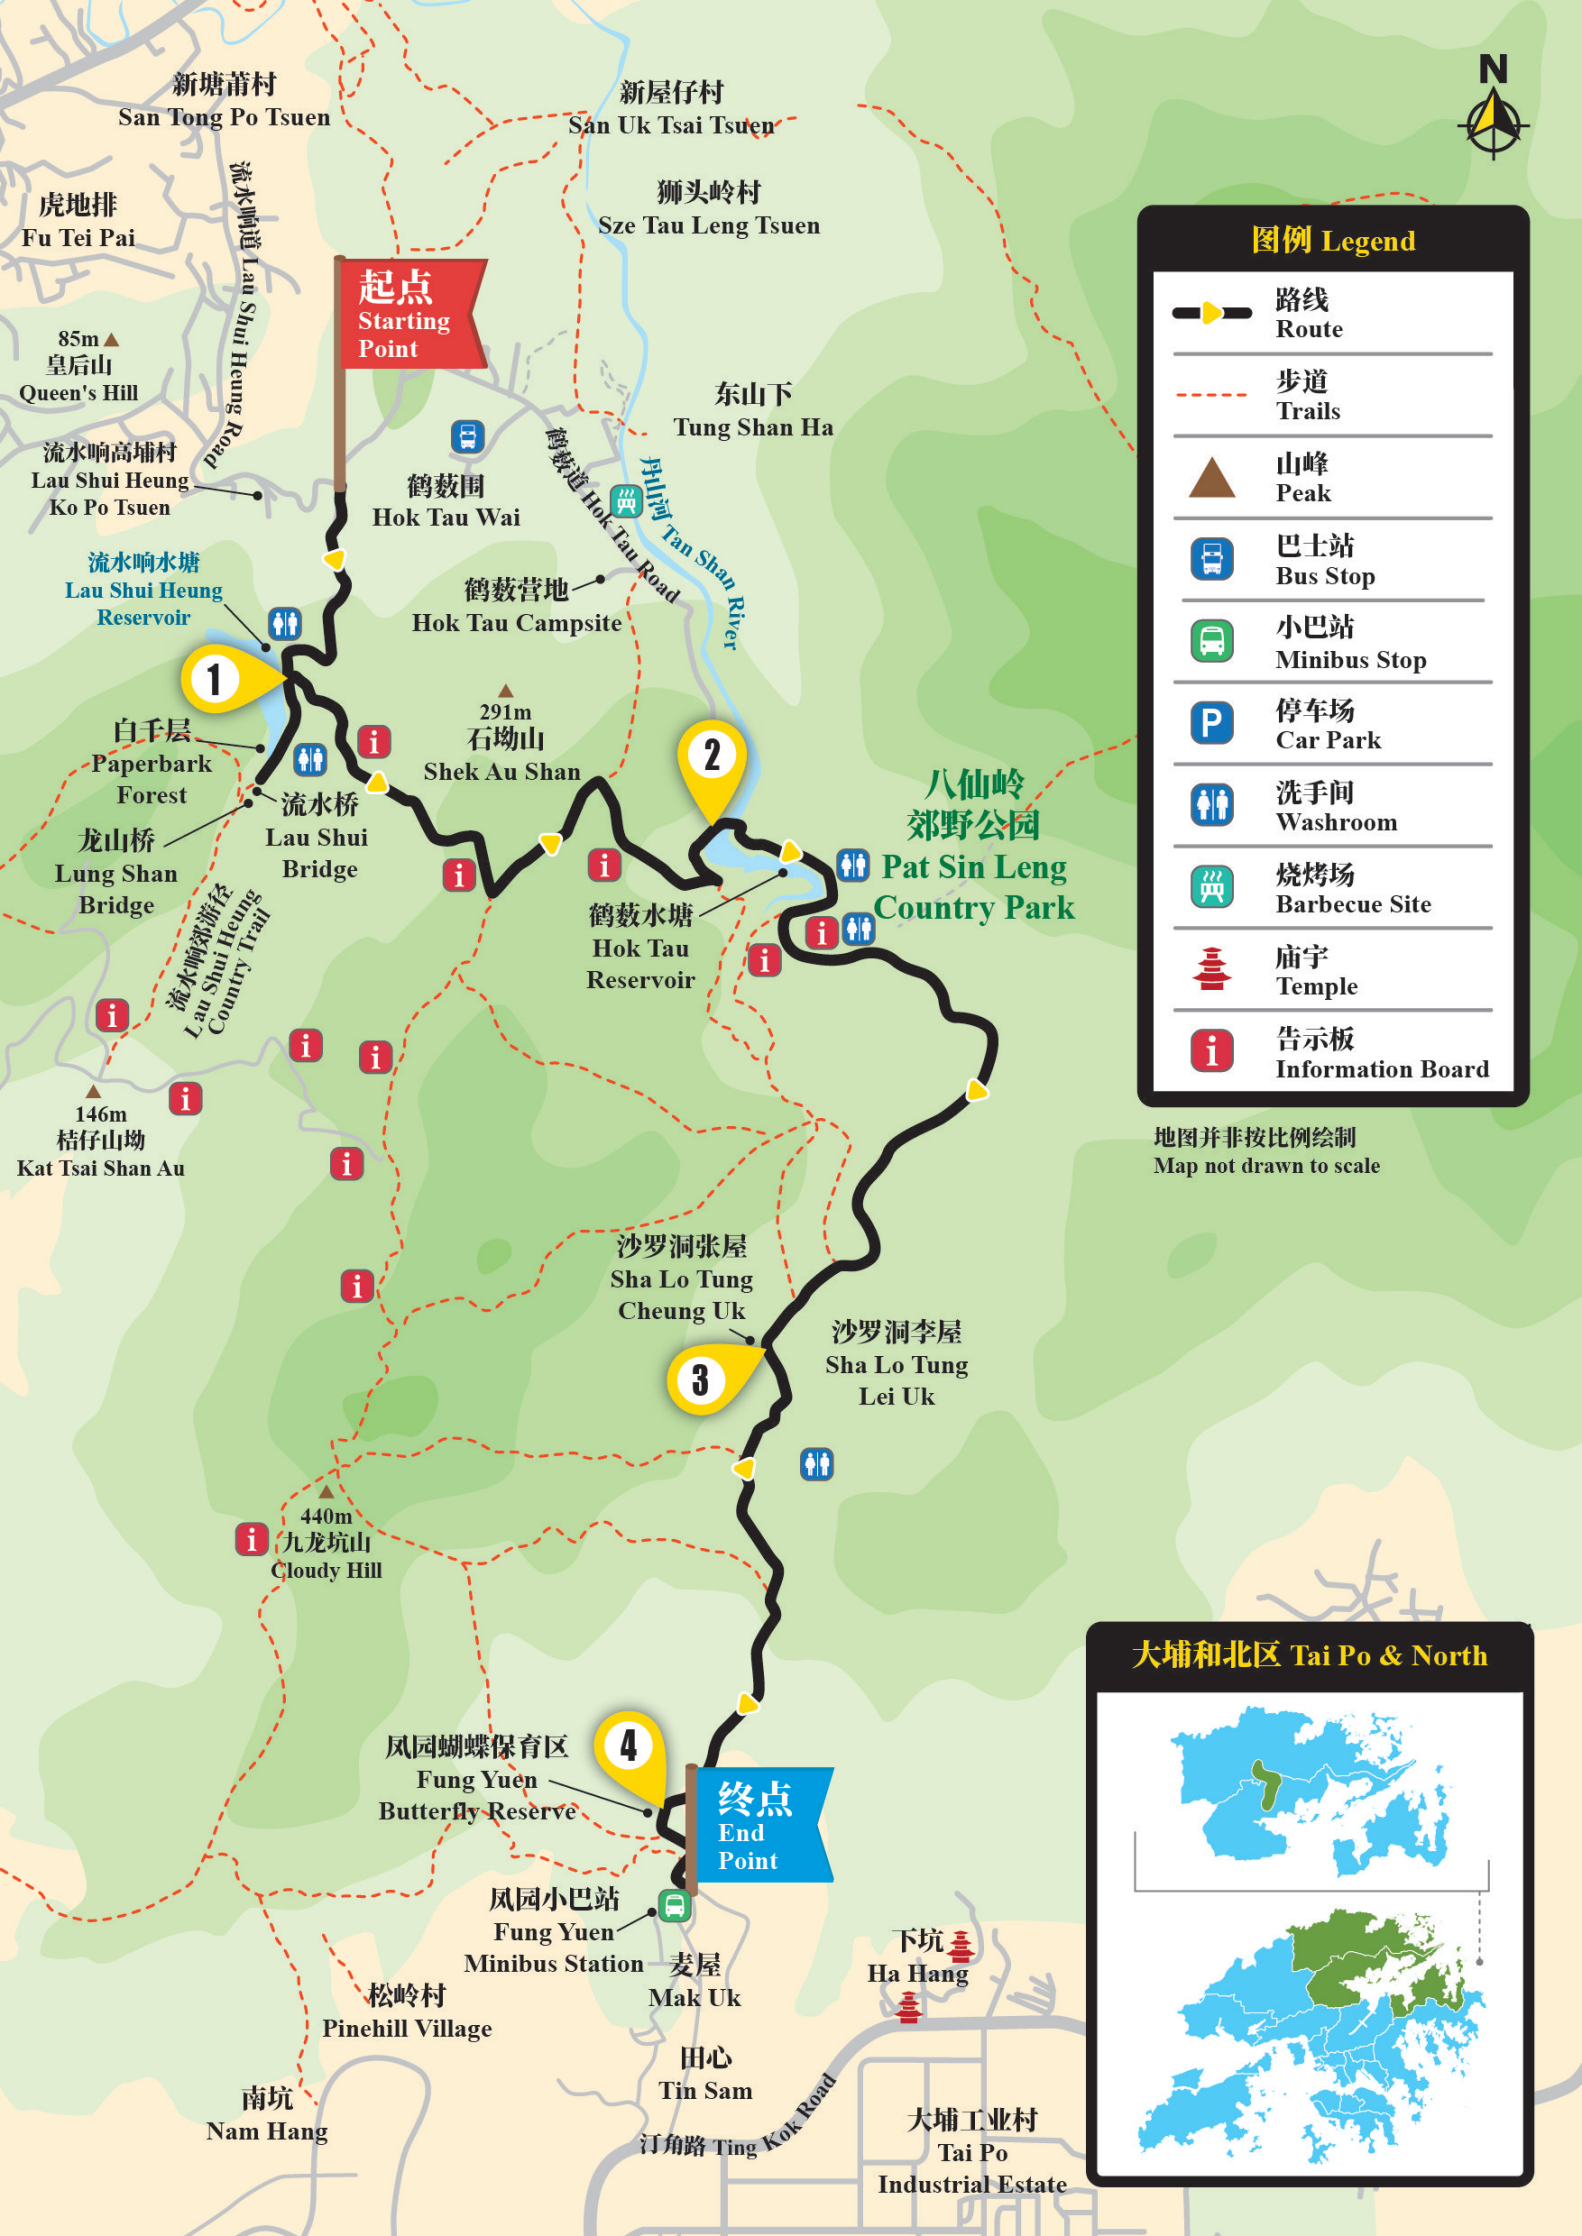 N
新塘莆村
San Tong Po Tsuen
新屋仔村
San Uk Tsai Tsuen
虎地排
Fu Tei Pai
流水响道 Lau Shui Heung Road
狮头岭村
Sze Tau Leng Tsuen
起点
Starting
Point
85m
皇后山
Queen's Hill
东山下
Tung Shan Ha
流水响高埔村
Lau Shui Heung
Ko Po Tsuen
鹤薮围
Hok Tau Wai
鹤薮道 Hok Tau Road
丹山河 Tan Shan River
流水响水塘
Lau Shui Heung
Reservoir
鹤薮营地
Hok Tau Campsite
1
291m
石坳山
Shek Au Shan
2
白千层
Paperbark
Forest
流水桥
Lau Shui
Bridge
龙山桥
Lung Shan
Bridge
八仙岭
郊野公园
Pat Sin Leng
Country Park
鹤薮水塘
Hok Tau
Reservoir
流水响郊游径
Lau Shui Heung
Country Trail
146m
桔仔山坳
Kat Tsai Shan Au
沙罗洞张屋
Sha Lo Tung
Cheung Uk
3
沙罗洞李屋
Sha Lo Tung
Lei Uk
440m
九龙坑山
Cloudy Hill
4
凤园蝴蝶保育区
Fung Yuen
Butterfly Reserve
终点
End
Point
凤园小巴站
Fung Yuen
Minibus Station
麦屋
Mak Uk
下坑
Ha Hang
松岭村
Pinehill Village
田心
Tin Sam
南坑
Nam Hang
汀角路 Ting Kok Road
大埔工业村
Tai Po
Industrial Estate
图例 Legend
路线
Route
步道
Trails
山峰
Peak
巴士站
Bus Stop
小巴站
Minibus Stop
P
停车场
Car Park
洗手间
Washroom
烧烤场
Barbecue Site
庙宇
Temple
i
告示板
Information Board
地图并非按比例绘制
Map not drawn to scale
大埔和北区 Tai Po & North